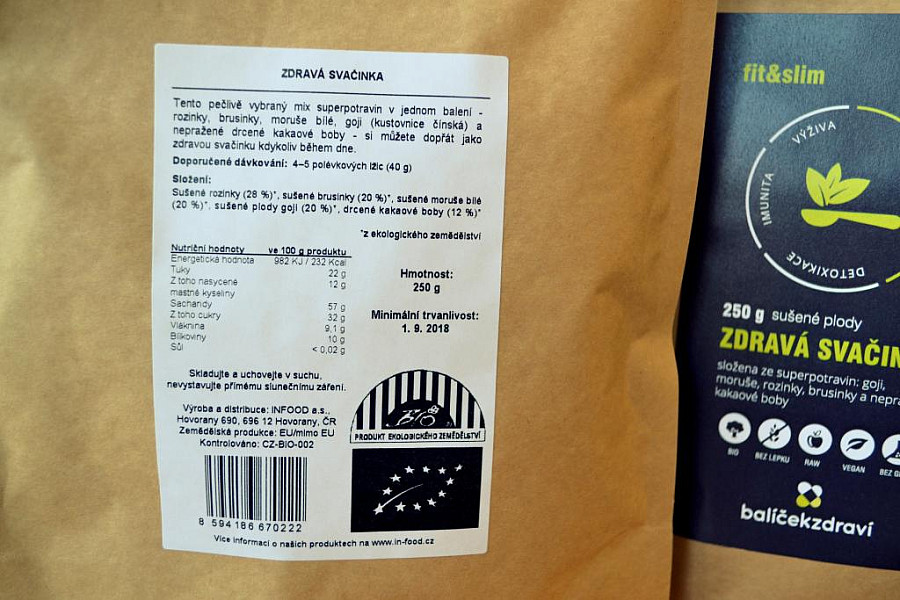 ZDRAVÁ SVAČINKA
Tento pečlivě vybraný mix superpotravin v jednom balení -
rozinky, brusinky, moruše bílé, goji (kustovnice čínská) a
nepražené drcené kakaové boby - si můžete dopřát jako
zdravou svačinku kdykoliv během dne.
Doporučené dávkování: 4–5 polévkových lžic (40 g)
Složení:
Sušené rozinky (28 %)*, sušené brusinky (20 %)*, sušené moruše bílé
(20 %)*, sušené plody goji (20 %)*, drcené kakaové boby (12 %)*
*z ekologického zemědělství
Nutriční hodnoty ve 100 g produktu
Energetická hodnota 982 KJ / 232 Kcal
Tuky 22 g
Z toho nasycené 12 g
mastné kyseliny
Sacharidy 57 g
Z toho cukry 32 g
Vláknina 9,1 g
Bílkoviny 10 g
Sůl < 0,02 g
Hmotnost:
250 g
Minimální trvanlivost:
1. 9. 2018
Skladujte a uchovejte v suchu,
nevystavujte přímému slunečnímu záření.
Výroba a distribuce: INFOOD a.s.,
Hovorany 690, 696 12 Hovorany, ČR
Zemědělská produkce: EU/mimo EU
Kontrolováno: CZ-BIO-002
BIO
PRODUKT EKOLOGICKÉHO ZEMĚDĚLSTVÍ
8 594186 670222
Více informací o našich produktech na www.in-food.cz
fit&slim
VÝŽIVA
IMUNITA
DETOXIKACE
250 g sušené plody
ZDRAVÁ SVAČIN
složena ze superpotravin: goji,
moruše, rozinky, brusinky a nepra
kakaové boby
BIO
BEZ LEPKU
RAW
VEGAN
BEZ
balíčekzdraví